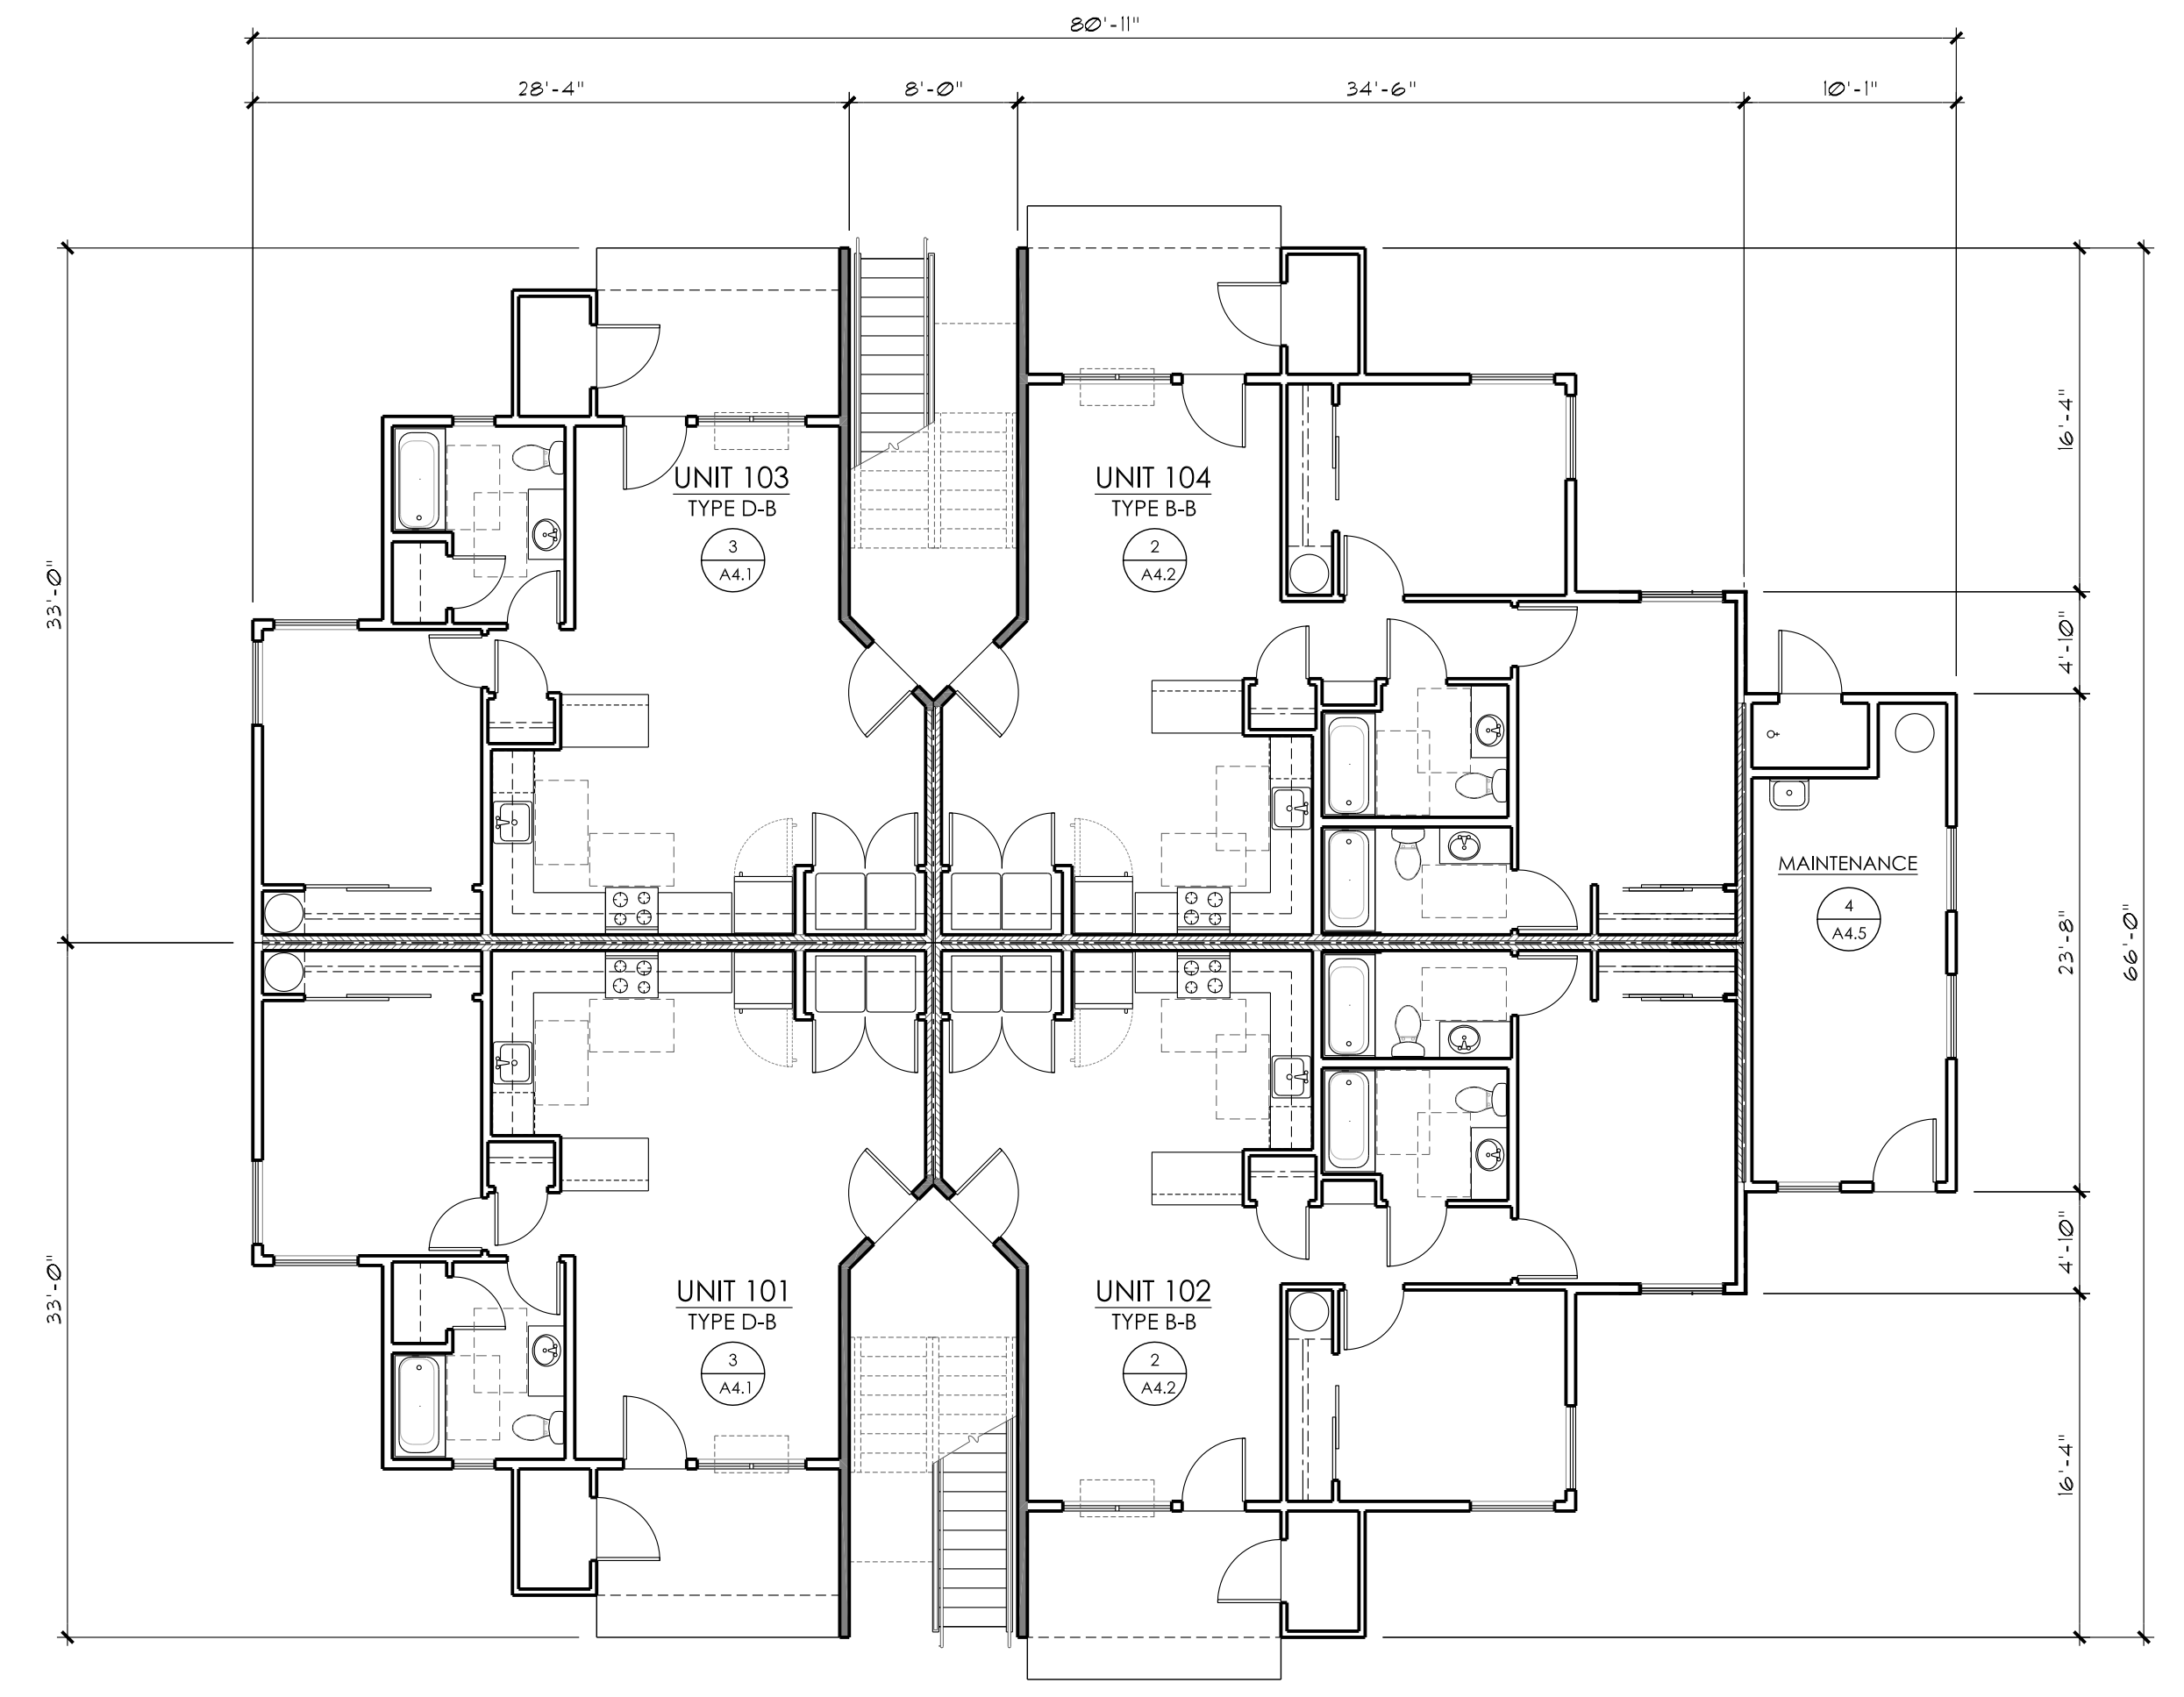 80'-11"
28'-4"
8'-0"
34'-6"
10'-1"
33'-0"
33'-0"
16'-4"
4'-10"
23'-8"
4'-10"
16'-4"
66'-0"
UNIT 103
TYPE D-B
3
A4.1
UNIT 104
TYPE B-B
2
A4.2
MAINTENANCE
4
A4.5
UNIT 101
TYPE D-B
3
A4.1
UNIT 102
TYPE B-B
2
A4.2